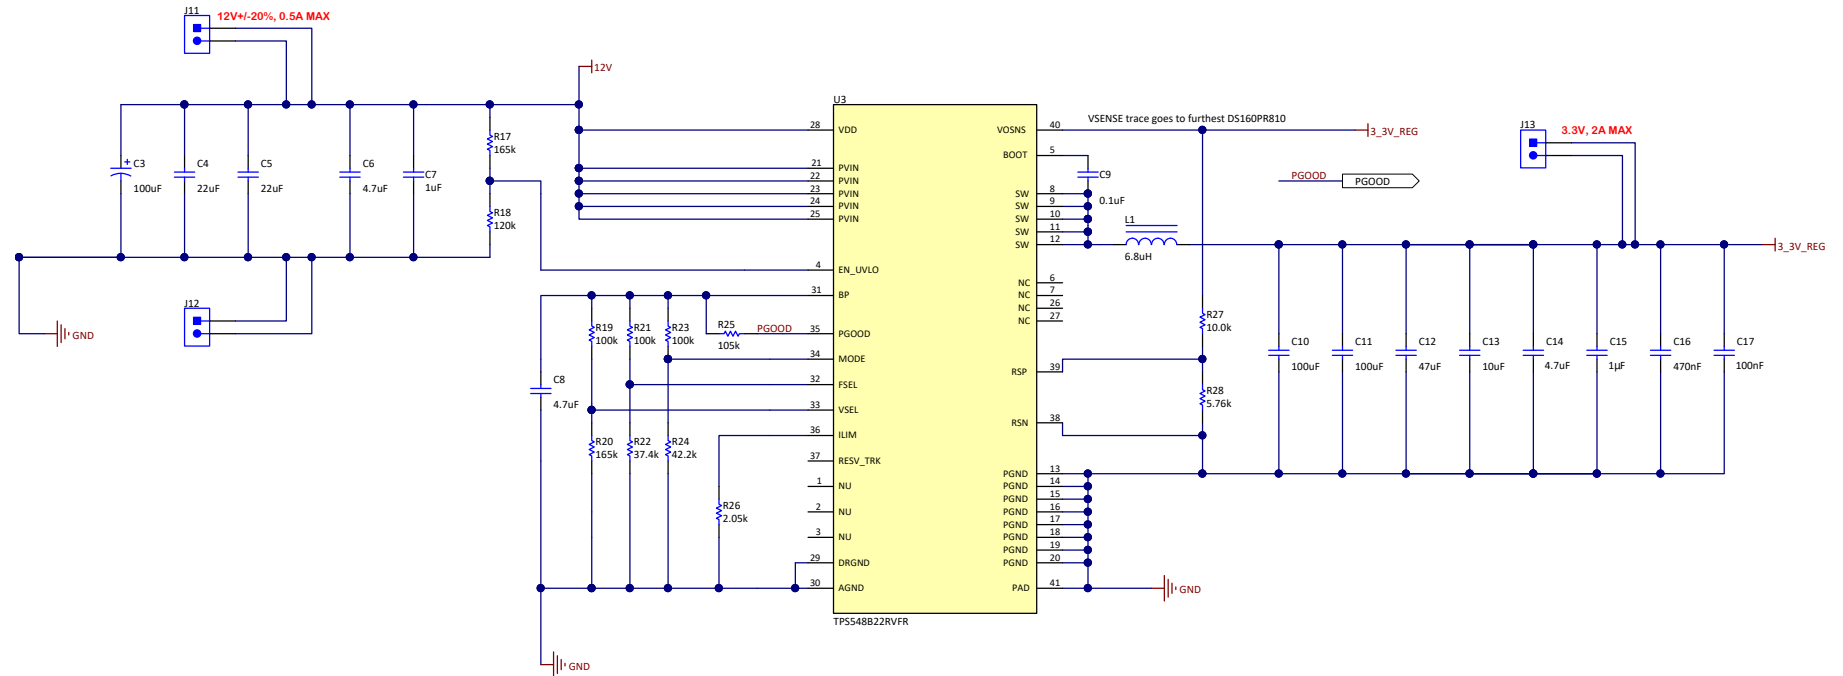 J11
12V+/-20%, 0.5A MAX
12V
C3
+
100uF
C4
22uF
C5
22uF
C6
4.7uF
C7
1uF
R17
165k
R18
120k
GND
J12
U3
28 VDD
21 PVIN
22 PVIN
23 PVIN
24 PVIN
25 PVIN
4 EN_UVLO
31 BP
35 PGOOD
34 MODE
32 FSEL
33 VSEL
36 ILIM
37 RESV_TRK
1 NU
2 NU
3 NU
29 DRGND
30 AGND
VOSNS 40
BOOT 5
SW 8
SW 9
SW 10
SW 11
SW 12
NC 6
NC 7
NC 26
NC 27
RSP 39
RSN 38
PGND 13
PGND 14
PGND 15
PGND 16
PGND 17
PGND 18
PGND 19
PGND 20
PAD 41
TPS548B22RVFR
C8
4.7uF
R19
100k
R21
100k
R23
100k
R25
105k
PGOOD
R20
165k
R22
37.4k
R24
42.2k
R26
2.05k
GND
VSENSE trace goes to furthest DS160PR810
3_3V_REG
C9
0.1uF
L1
6.8uH
PGOOD
PGOOD
J13
3.3V, 2A MAX
3_3V_REG
R27
10.0k
R28
5.76k
C10
100uF
C11
100uF
C12
47uF
C13
10uF
C14
4.7uF
C15
1µF
C16
470nF
C17
100nF
GND